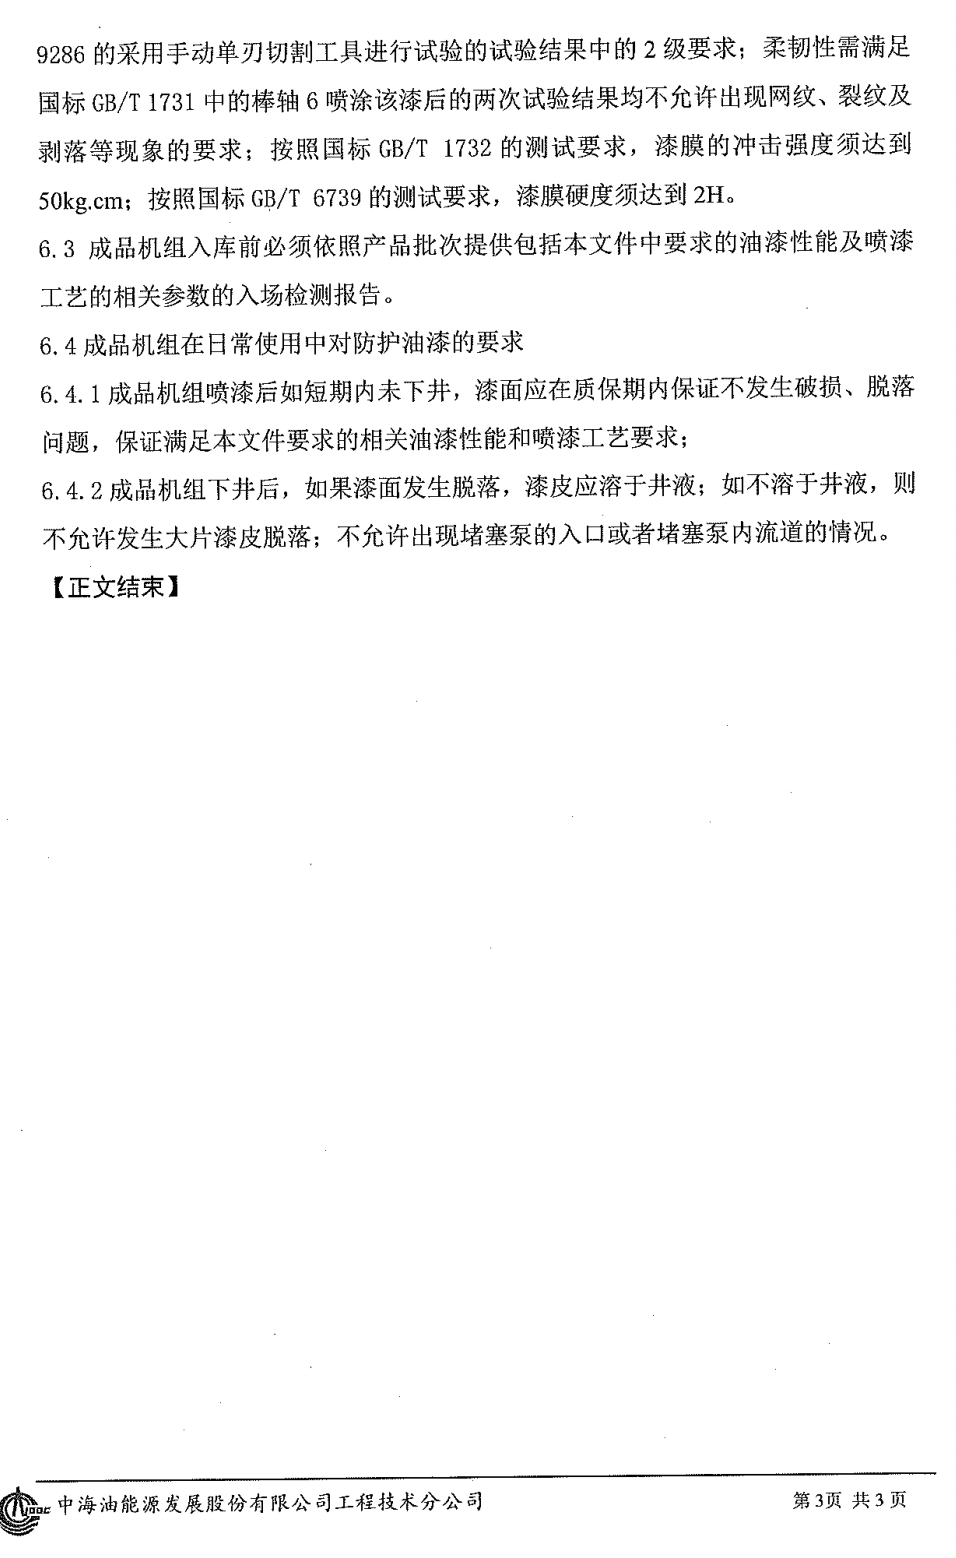 9286 的采用手动单刃切割工具进行试验的试验结果中的 2 级要求；柔韧性需满足
国标 GB/T 1731 中的棒轴 6 喷涂该漆后的两次试验结果均不允许出现网纹、裂纹及
剥落等现象的要求；按照国标 GB/T 1732 的测试要求，漆膜的冲击强度须达到
50kg.cm；按照国标 GB/T 6739 的测试要求，漆膜硬度须达到 2H。
6.3 成品机组入库前必须依照产品批次提供包括本文件中要求的油漆性能及喷漆
工艺的相关参数的入场检测报告。
6.4 成品机组在日常使用中对防护油漆的要求
6.4.1 成品机组喷漆后如短期内未下井，漆面应在质保期内保证不发生破损、脱落
问题，保证满足本文件要求的相关油漆性能和喷漆工艺要求；
6.4.2 成品机组下井后，如果漆面发生脱落，漆皮应溶于井液；如不溶于井液，则
不允许发生大片漆皮脱落；不允许出现堵塞泵的入口或者堵塞泵内流道的情况。
【正文结束】
中海油能源发展股份有限公司工程技术分公司 第 3页 共 3 页